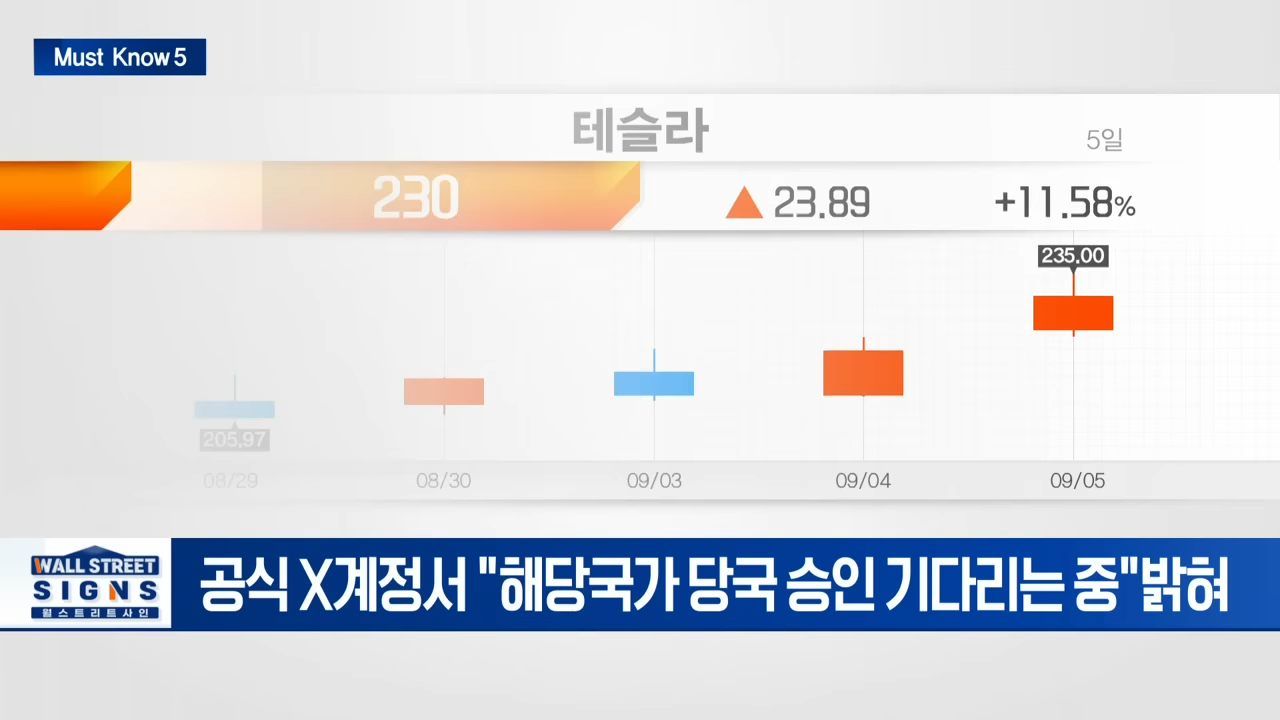 Must Know 5
테슬라
5일
230 ▲ 23.89 +11.58%
235.00
205.97
08/29 08/30 09/03 09/04 09/05
WALL STREET
SIGNS
월스트리트사인
공식 X계정서 "해당국가 당국 승인 기다리는 중"밝혀